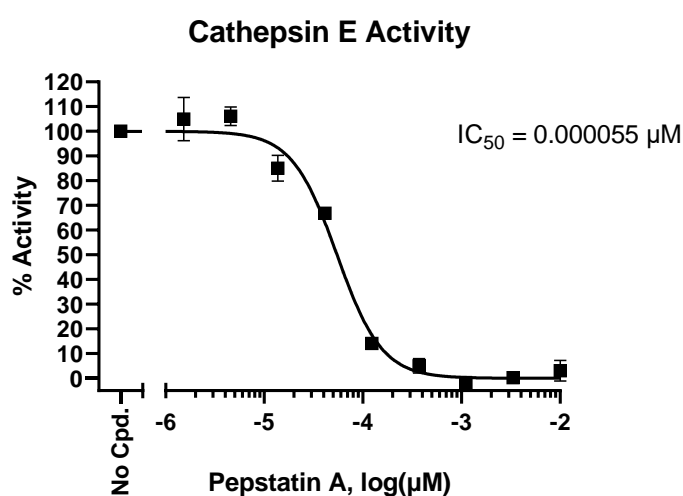 Cathepsin E Activity
120
110
100
90
80
70
60
50
40
30
20
10
0
% Activity
IC50 = 0.000055 µM
No Cpd.
-6 -5 -4 -3 -2
Pepstatin A, log(µM)